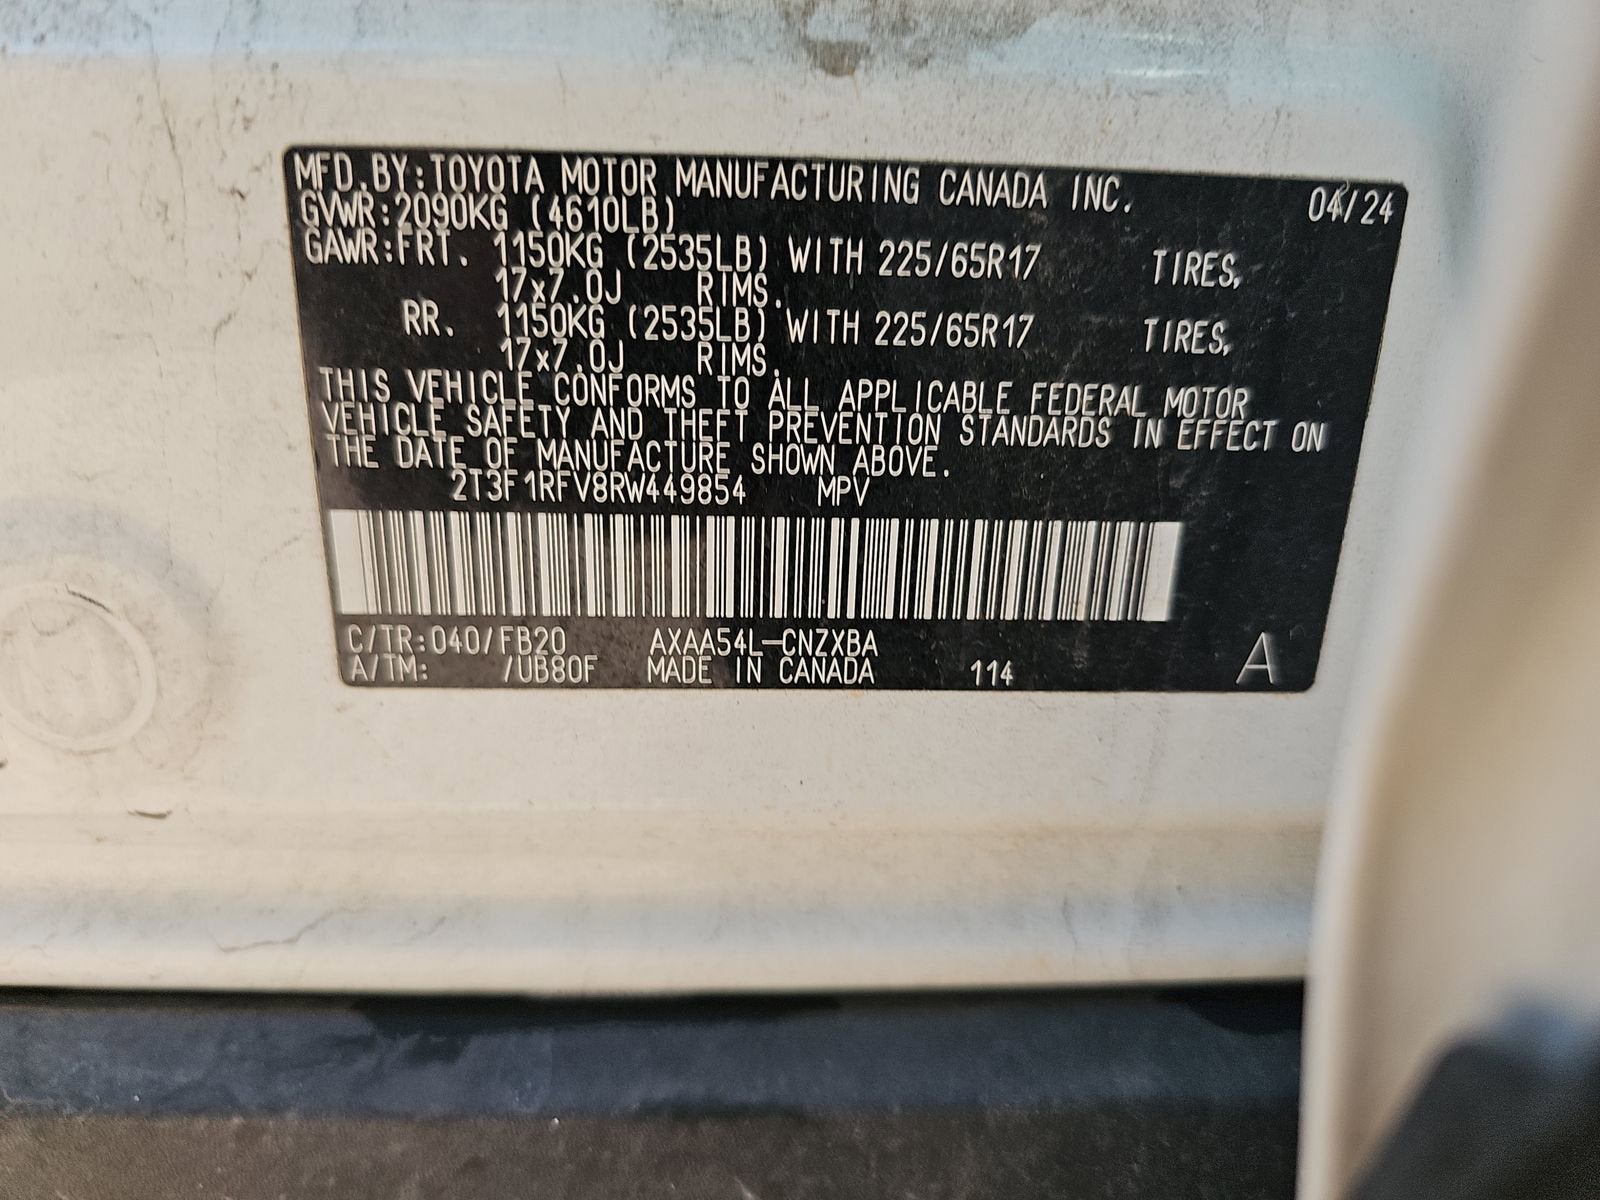 MFD.BY:TOYOTA MOTOR MANUFACTURING CANADA INC. 04/24
GVWR:2090KG (4610LB)
GAWR:FRT. 1150KG (2535LB) WITH 225/65R17 TIRES,
17x7.0J RIMS.
RR. 1150KG (2535LB) WITH 225/65R17 TIRES,
17x7.0J RIMS.
THIS VEHICLE CONFORMS TO ALL APPLICABLE FEDERAL MOTOR
VEHICLE SAFETY AND THEFT PREVENTION STANDARDS IN EFFECT ON
THE DATE OF MANUFACTURE SHOWN ABOVE.
2T3F1RFV8RW449854 MPV
C/TR:040/FB20 AXAA54L-CNZXBA
A/TM: /UB80F MADE IN CANADA 114 A